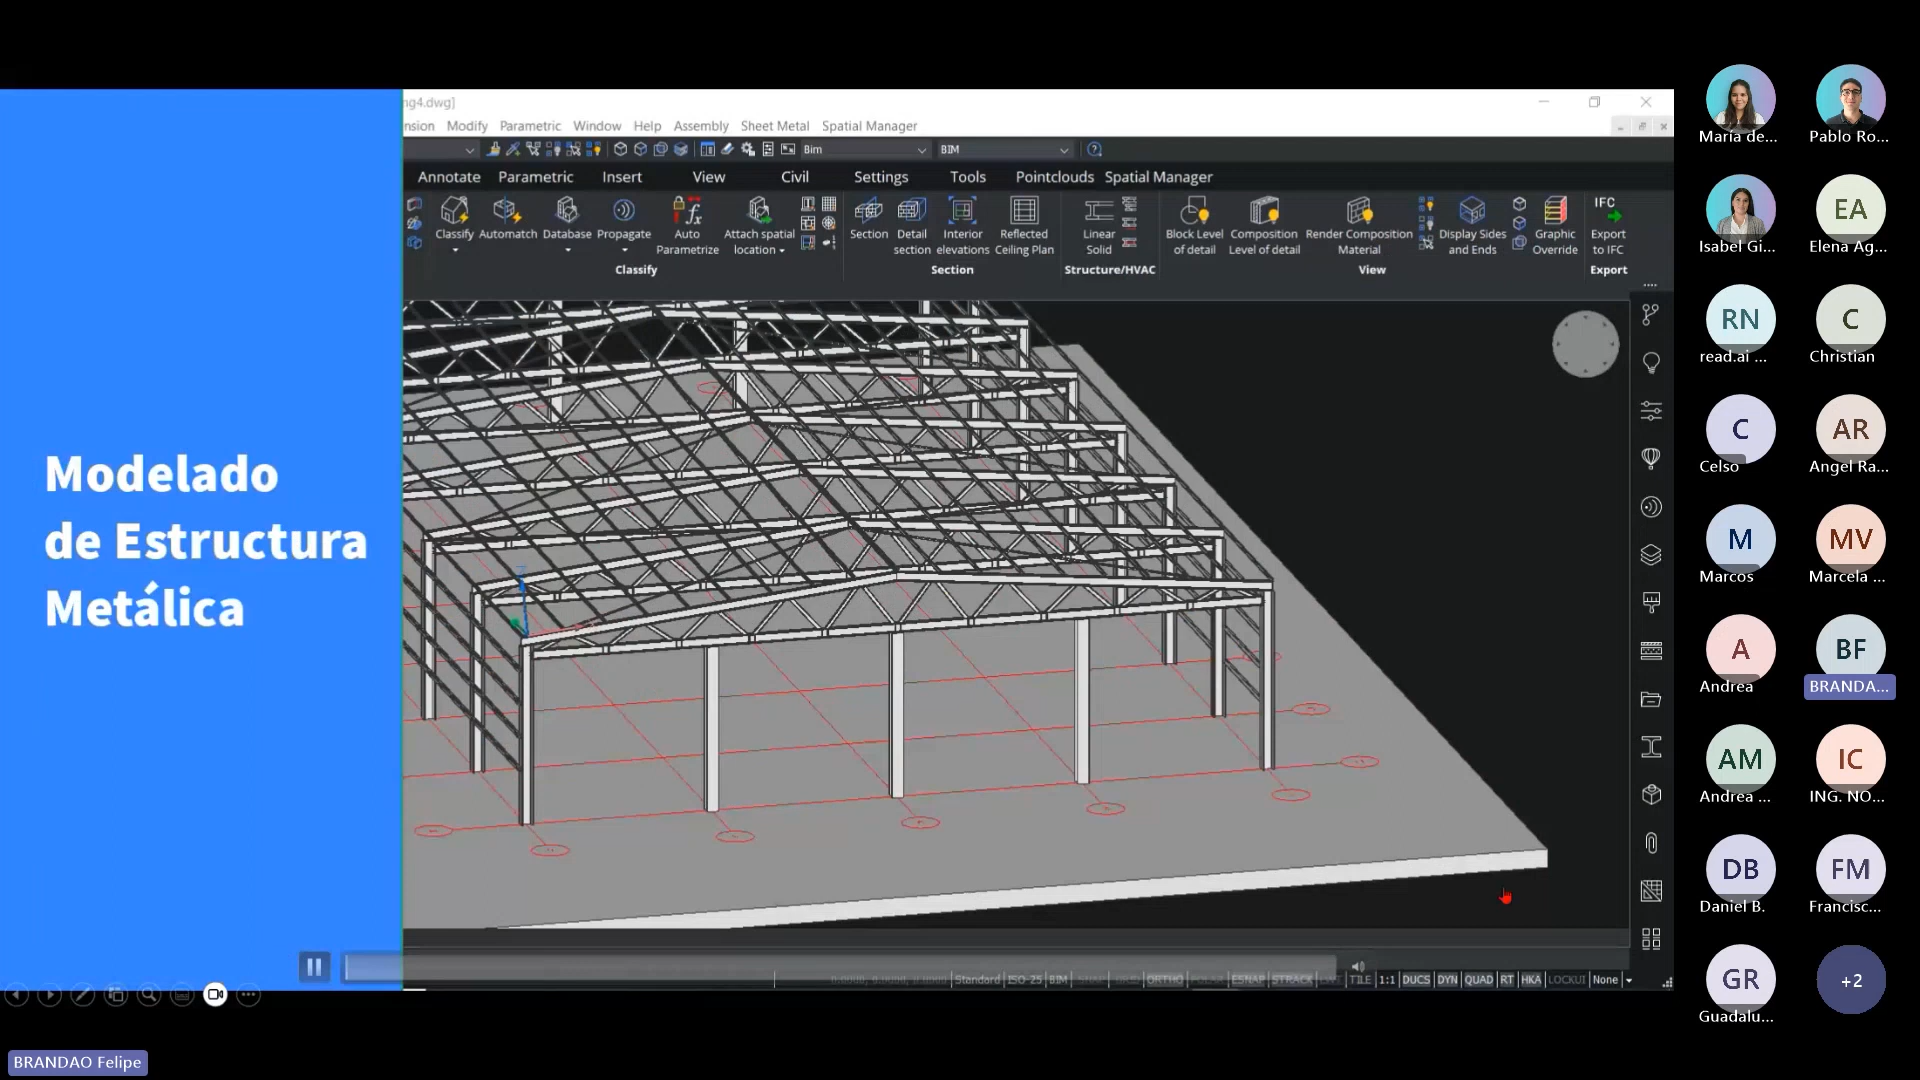 ng4.dwg]
nsion Modify Parametric Window Help Assembly Sheet Metal Spatial Manager
Bim BIM
Annotate Parametric Insert View Civil Settings Tools Pointclouds Spatial Manager
Classify Automatch Database Propagate Auto Parametrize Attach spatial location
Classify
Section Detail section Interior elevations Reflected Ceiling Plan
Section
Linear Solid
Structure/HVAC
Block Level of detail Composition Level of detail Render Composition Material Display Sides and Ends Graphic Override
View
IFC
Export to IFC
Export
Modelado
de Estructura
Metálica
Standard ISO-25 BIM ORTHO ESNAP STRACK TILE 1:1 DUCS DYN QUAD RT HKA LOCKUI None
BRANDAO Felipe
María de...
Pablo Ro...
Isabel Gi...
EA
Elena Ag...
RN
read.ai ...
C
Christian
C
Celso
AR
Angel Ra...
M
Marcos
MV
Marcela ...
A
Andrea
BF
BRANDA...
AM
Andrea ...
IC
ING. NO...
DB
Daniel B.
FM
Francisc...
GR
Guadalu...
+2